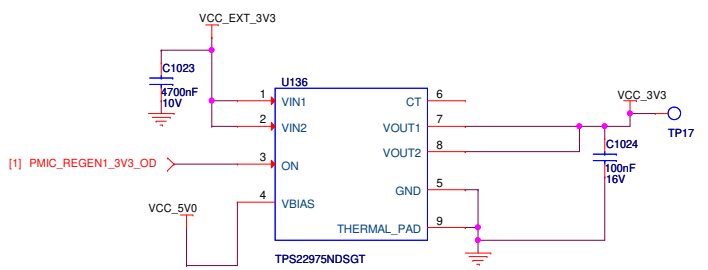 VCC_EXT_3V3
C1023
4700nF
10V
U136
1 VIN1
2 VIN2
[1] PMIC_REGEN1_3V3_OD 3 ON
VCC_5V0 4 VBIAS
CT 6
VOUT1 7
VOUT2 8
GND 5
THERMAL_PAD 9
TPS22975NDSGT
VCC_3V3
TP17
C1024
100nF
16V